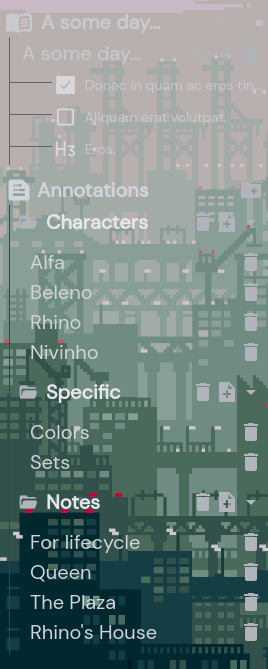 A some day...
A some day...
Donec in quam ac eros tin...
Aliquam erat volutpat.
H3 Eros.
Annotations
Characters
Alfa
Beleno
Rhino
Nivinho
Specific
Colors
Sets
Notes
For lifecycle
Queen
The Plaza
Rhino's House